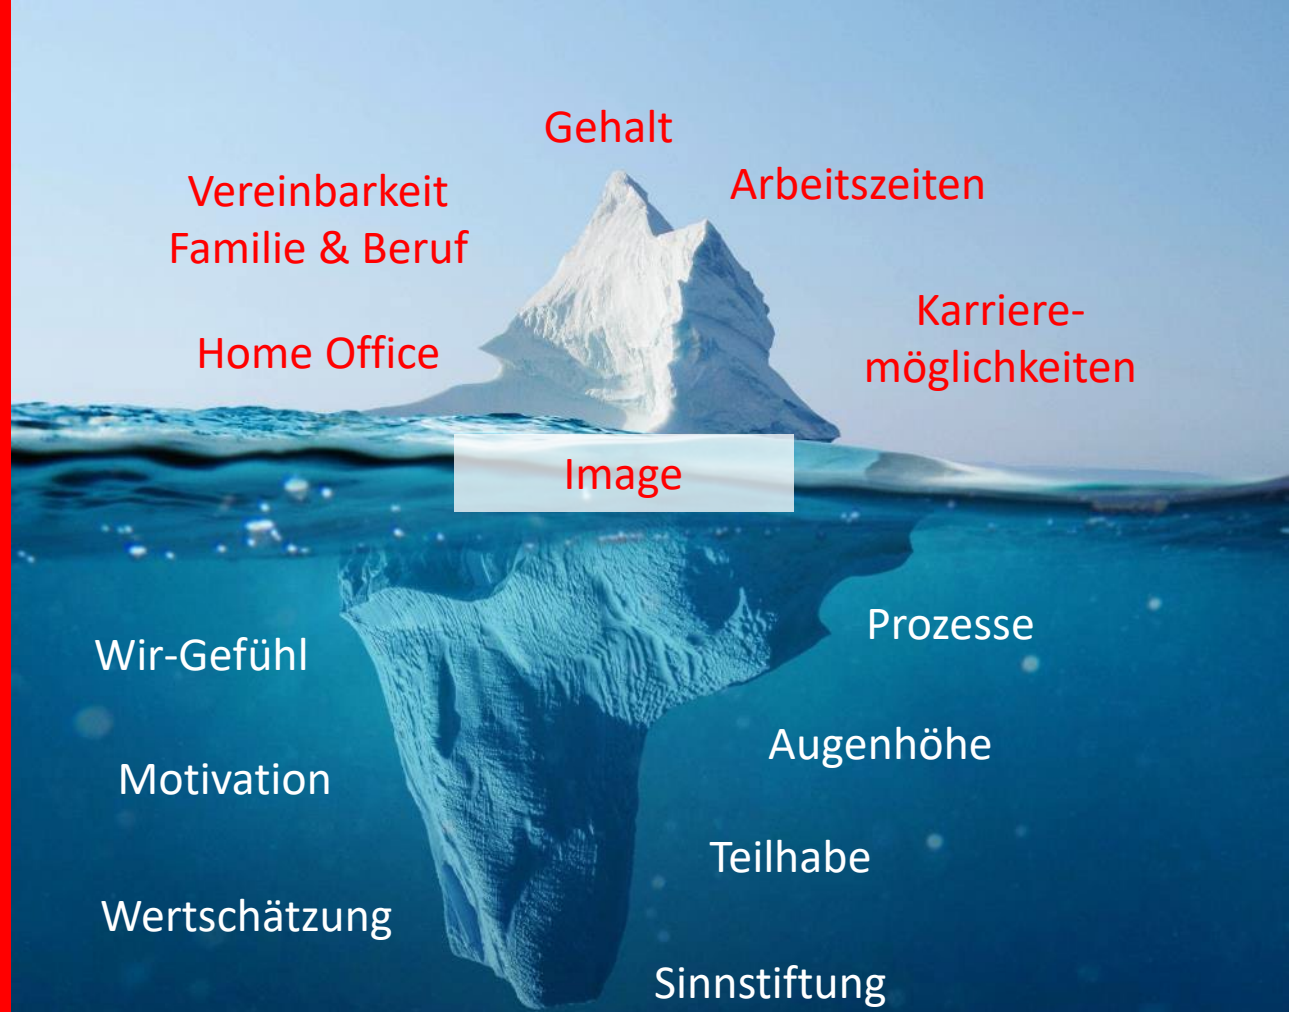 Gehalt
Vereinbarkeit
Familie & Beruf
Arbeitszeiten
Home Office
Karriere-
möglichkeiten
Image
Wir-Gefühl
Prozesse
Motivation
Augenhöhe
Wertschätzung
Teilhabe
Sinnstiftung